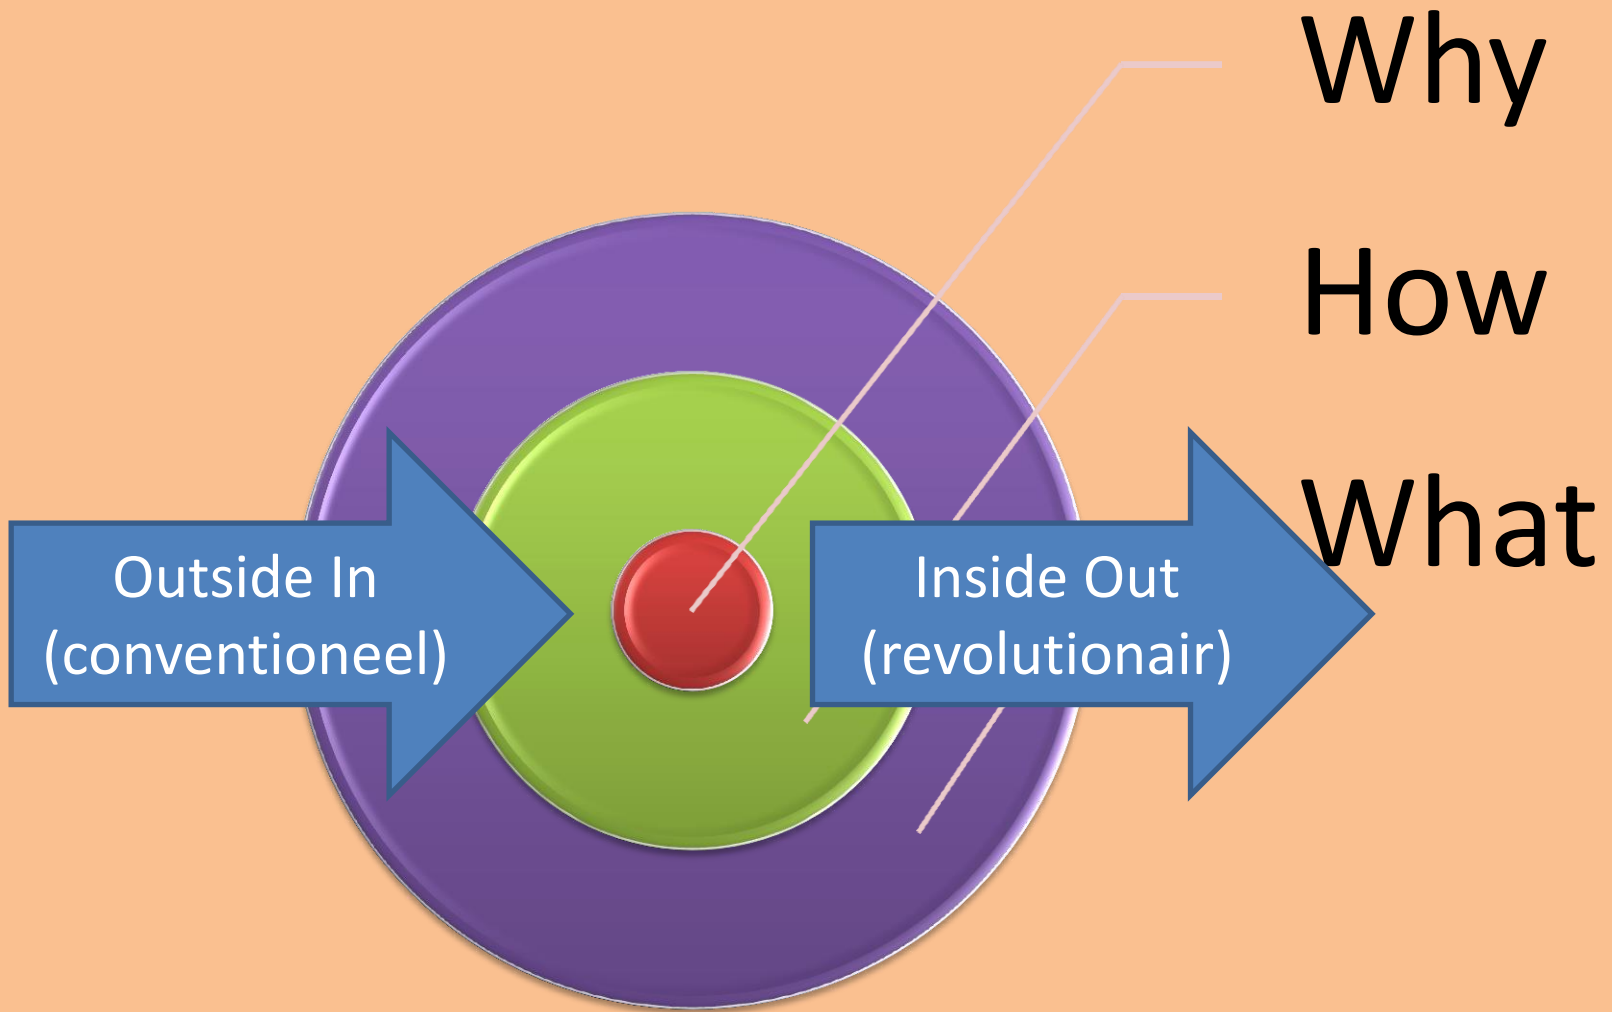 Why
How
What
Outside In
(conventioneel)
Inside Out
(revolutionair)